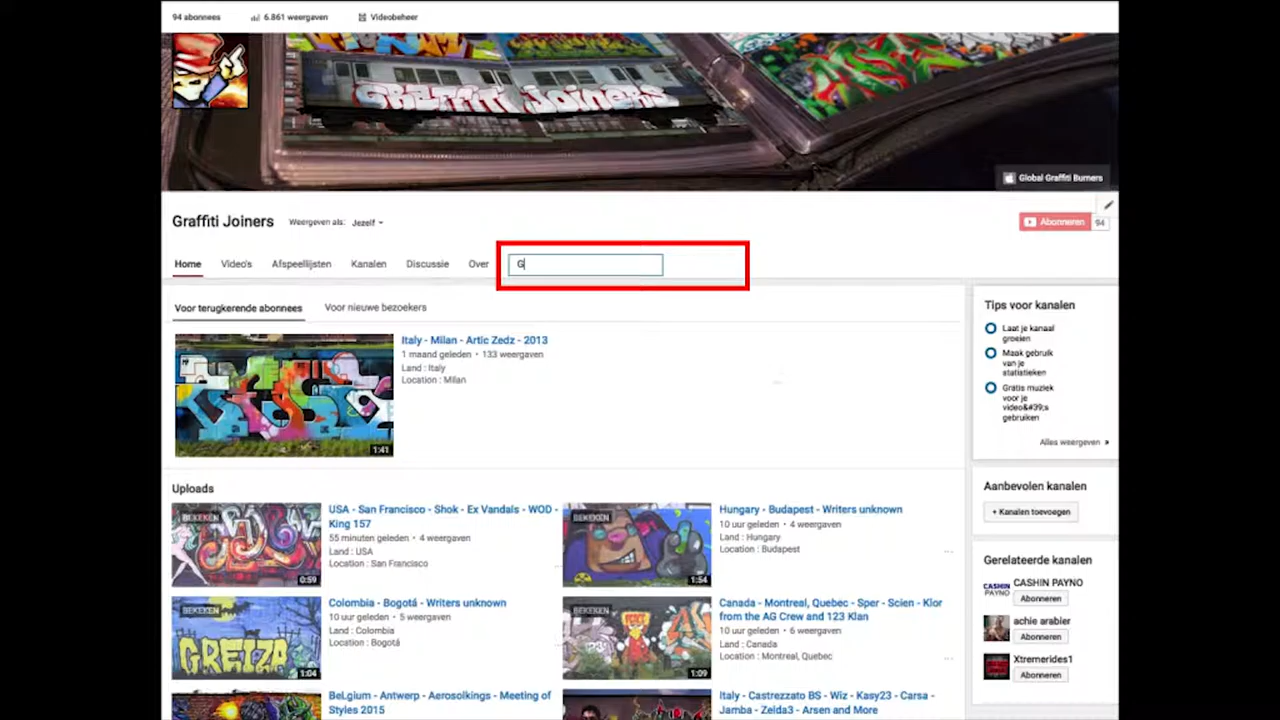 94 abonnees
6.861 weergaven
Videobeheer
GRAFFITI JOINERS
Global Graffiti Burners
Graffiti Joiners
Weergeven als: Jezelf
Abonneren 94
Home Video's Afspeellijsten Kanalen Discussie Over G
Voor terugkerende abonnees Voor nieuwe bezoekers
Italy - Milan - Artic Zedz - 2013
1 maand geleden • 133 weergaven
Land : Italy
Location : Milan
1:41
Uploads
BEKEKEN
0:59
USA - San Francisco - Shok - Ex Vandals - WOD -
King 157
55 minuten geleden • 4 weergaven
Land : USA
Location : San Francisco
BEKEKEN
1:54
Hungary - Budapest - Writers unknown
10 uur geleden • 4 weergaven
Land : Hungary
Location : Budapest
BEKEKEN
GREIZA
1:04
Colombia - Bogotá - Writers unknown
10 uur geleden • 5 weergaven
Land : Colombia
Location : Bogotá
BEKEKEN
1:09
Canada - Montreal, Quebec - Sper - Scien - Klor
from the AG Crew and 123 Klan
10 uur geleden • 6 weergaven
Land : Canada
Location : Montreal, Quebec
BeLgium - Antwerp - Aerosolkings - Meeting of
Styles 2015
Italy - Castrezzato BS - Wiz - Kasy23 - Carsa -
Jamba - Zelda3 - Arsen and More
Tips voor kanalen
Laat je kanaal
groeien
Maak gebruik
van je
statistieken
Gratis muziek
voor je
video&#39;s
gebruiken
Alles weergeven »
Aanbevolen kanalen
+ Kanalen toevoegen
Gerelateerde kanalen
CASHIN
PAYNO
CASHIN PAYNO
Abonneren
achie arabier
Abonneren
Xtremerides1
Abonneren